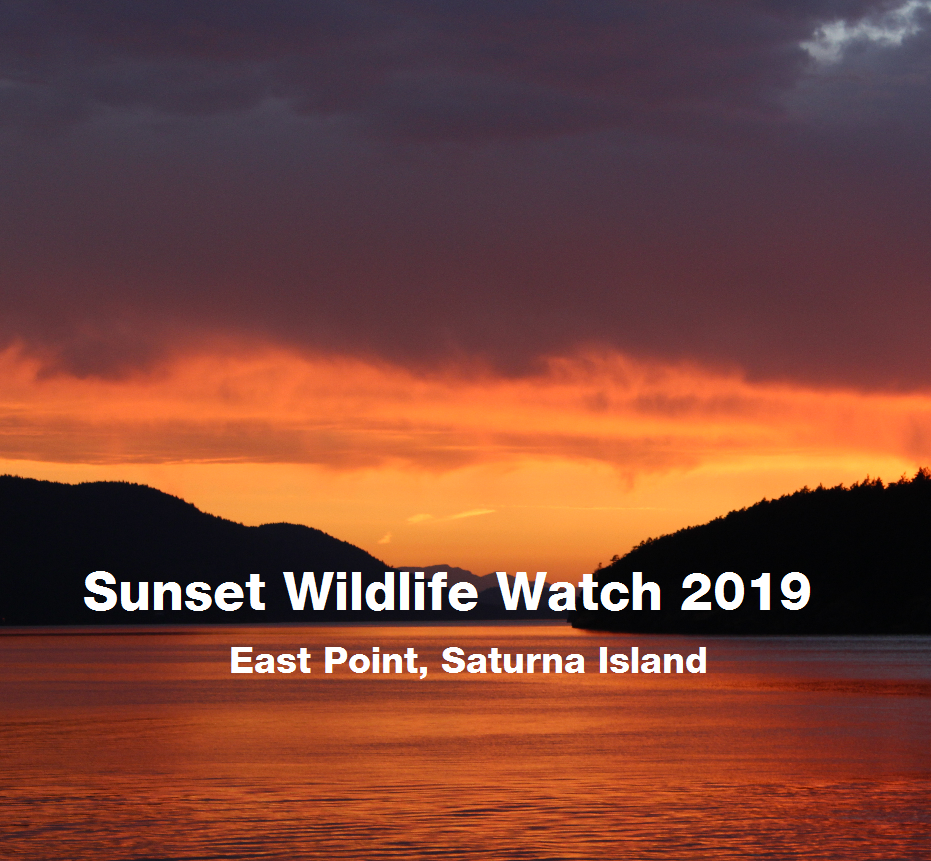 Sunset Wildlife Watch 2019
East Point, Saturna Island